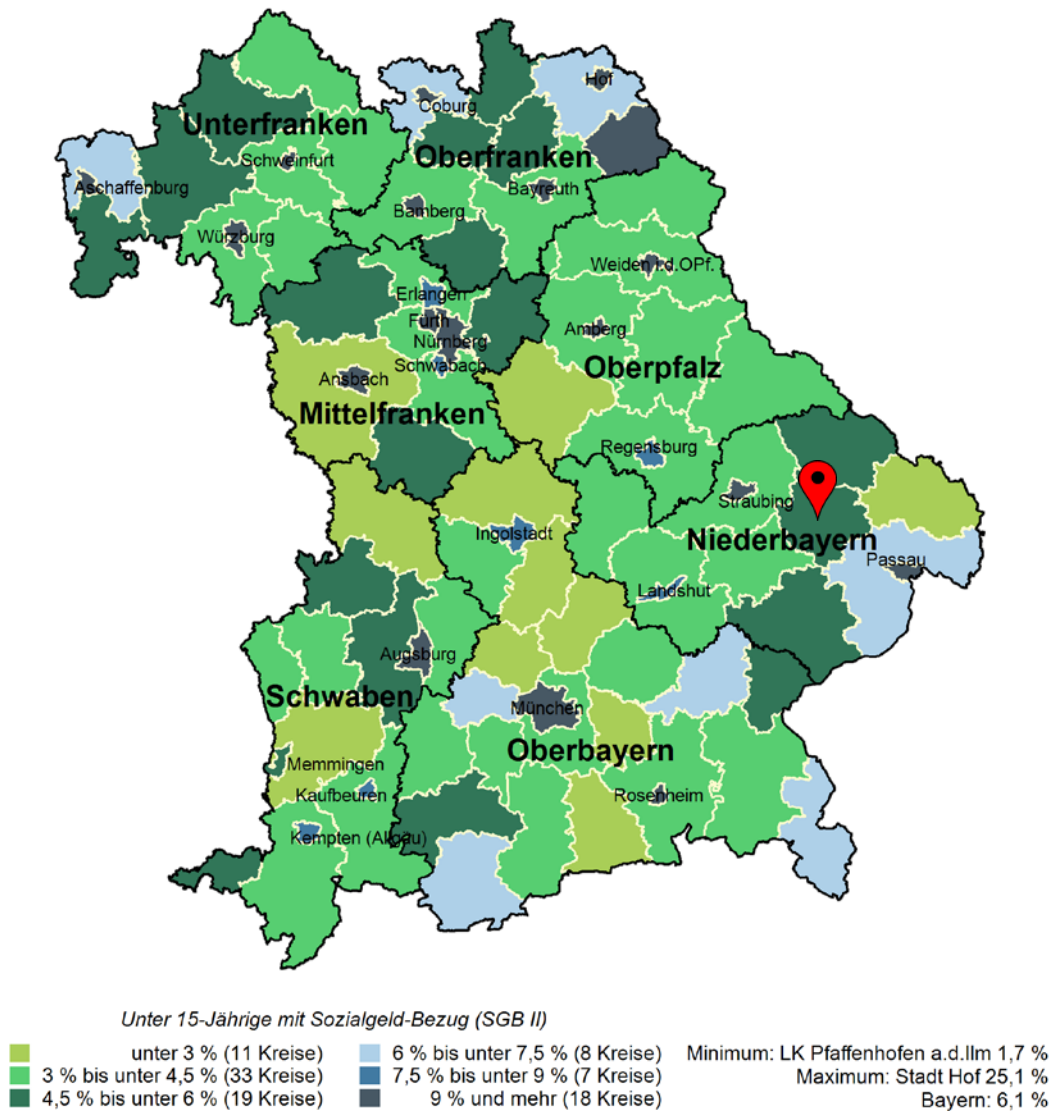 Hof
Coburg
Unterfranken
Oberfranken
Schweinfurt
Aschaffenburg
Bayreuth
Bamberg
Würzburg
Weiden i.d.OPf.
Erlangen
Fürth
Amberg
Nürnberg
Schwabach
Oberpfalz
Ansbach
Mittelfranken
Regensburg
Straubing
Ingolstadt
Niederbayern
Passau
Landshut
Augsburg
Schwaben
München
Oberbayern
Memmingen
Kaufbeuren
Rosenheim
Kempten (Allgäu)
Unter 15-Jährige mit Sozialgeld-Bezug (SGB II)
unter 3 % (11 Kreise) 6 % bis unter 7,5 % (8 Kreise) Minimum: LK Pfaffenhofen a.d.Ilm 1,7 %
3 % bis unter 4,5 % (33 Kreise) 7,5 % bis unter 9 % (7 Kreise) Maximum: Stadt Hof 25,1 %
4,5 % bis unter 6 % (19 Kreise) 9 % und mehr (18 Kreise) Bayern: 6,1 %